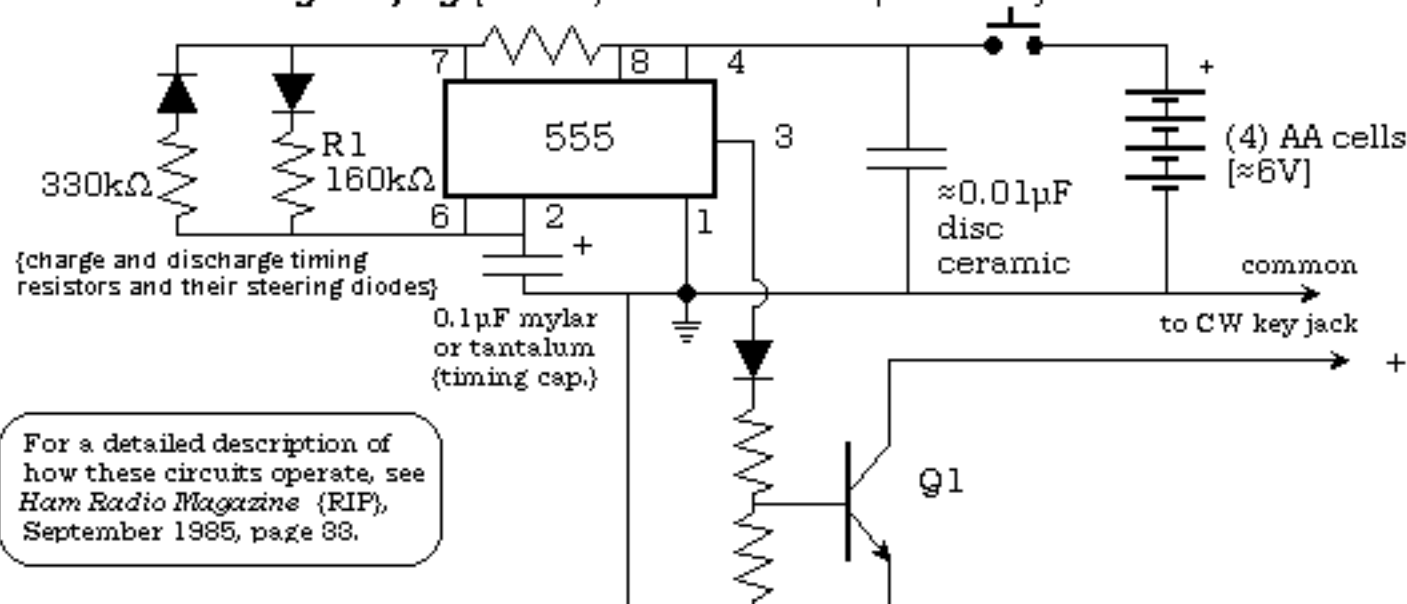 7
8
4
555
3
R1
330kΩ
160kΩ
6
2
1
+
+
(4) AA cells
[≈6V]
≈0.01µF
disc
ceramic
{charge and discharge timing
resistors and their steering diodes}
common
to CW key jack
0.1µF mylar
or tantalum
{timing cap.}
+
For a detailed description of
how these circuits operate, see
Ham Radio Magazine {RIP},
September 1985, page 33.
Q1